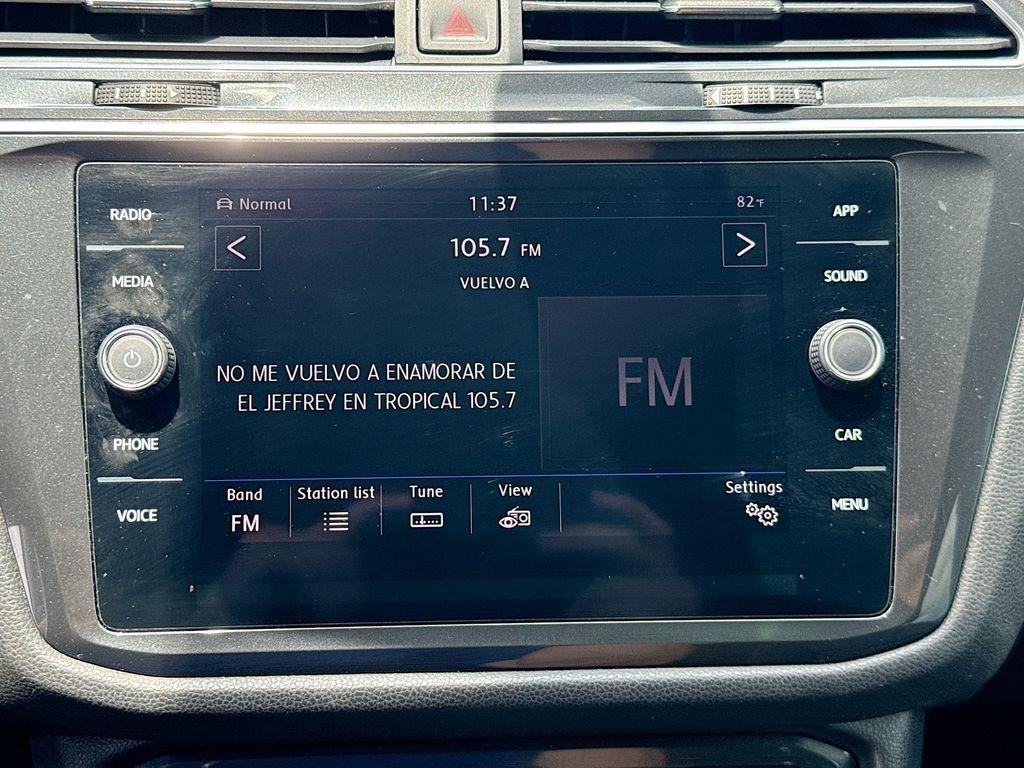 Normal 11:37 82°F
RADIO
MEDIA
PHONE
VOICE
105.7 FM
VUELVO A
NO ME VUELVO A ENAMORAR DE
EL JEFFREY EN TROPICAL 105.7
FM
Band Station list Tune View Settings
FM
APP
SOUND
CAR
MENU